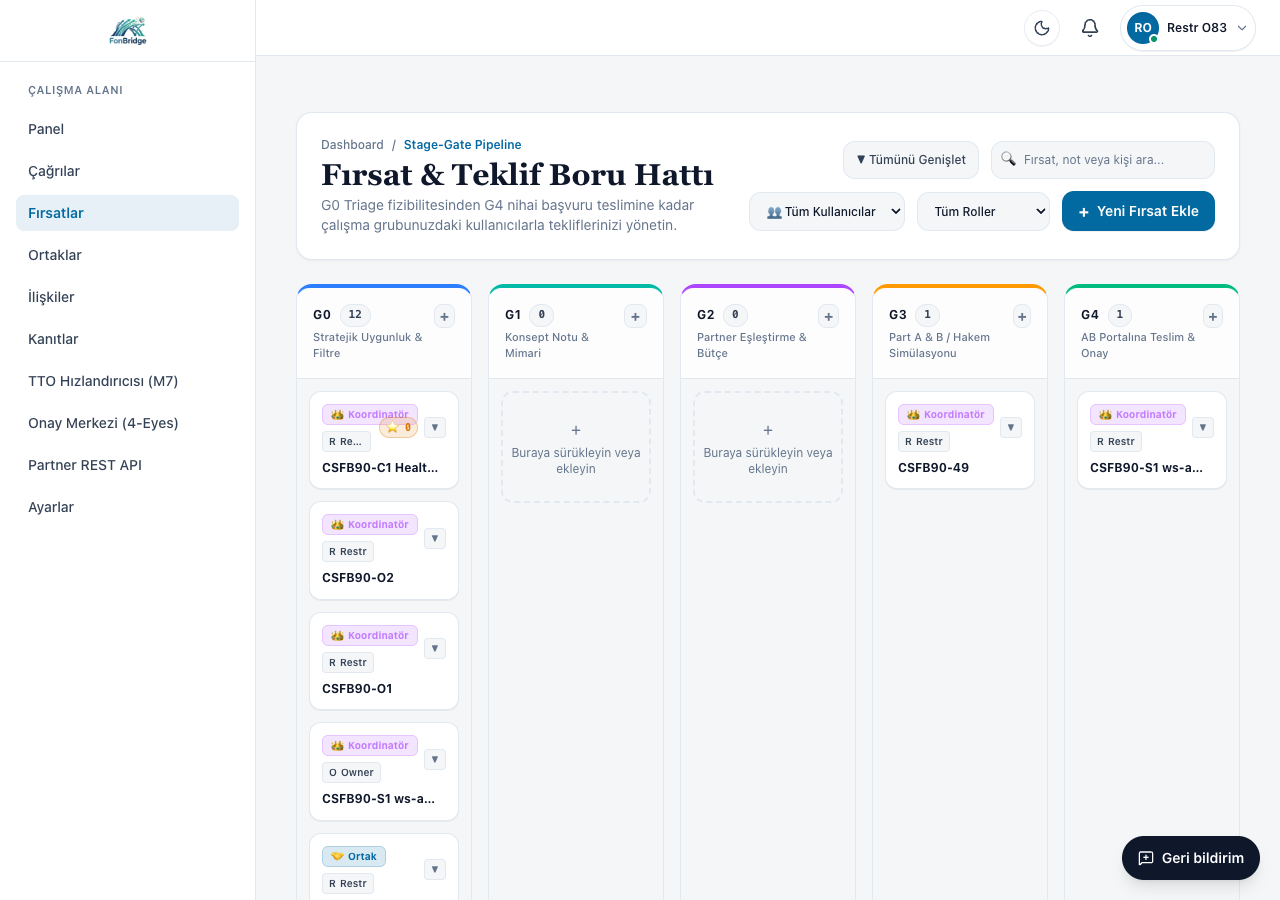 FonBridge
RO
Restr O83
ÇALIŞMA ALANI
Panel
Çağrılar
Fırsatlar
Ortaklar
İlişkiler
Kanıtlar
TTO Hızlandırıcısı (M7)
Onay Merkezi (4-Eyes)
Partner REST API
Ayarlar
Dashboard / Stage-Gate Pipeline
Fırsat & Teklif Boru Hattı
G0 Triage fizibilitesinden G4 nihai başvuru teslimine kadar
çalışma grubunuzdaki kullanıcılarla tekliflerinizi yönetin.
▼ Tümünü Genişlet
Fırsat, not veya kişi ara...
Tüm Kullanıcılar
Tüm Roller
+ Yeni Fırsat Ekle
G0 12 +
Stratejik Uygunluk &
Filtre
Koordinatör
0
R Re...
CSFB90-C1 Healt...
Koordinatör
R Restr
CSFB90-O2
Koordinatör
R Restr
CSFB90-O1
Koordinatör
O Owner
CSFB90-S1 ws-a...
Ortak
R Restr
G1 0 +
Konsept Notu &
Mimari
+
Buraya sürükleyin veya
ekleyin
G2 0 +
Partner Eşleştirme &
Bütçe
+
Buraya sürükleyin veya
ekleyin
G3 1 +
Part A & B / Hakem
Simülasyonu
Koordinatör
R Restr
CSFB90-49
G4 1 +
AB Portalına Teslim &
Onay
Koordinatör
R Restr
CSFB90-S1 ws-a...
Geri bildirim